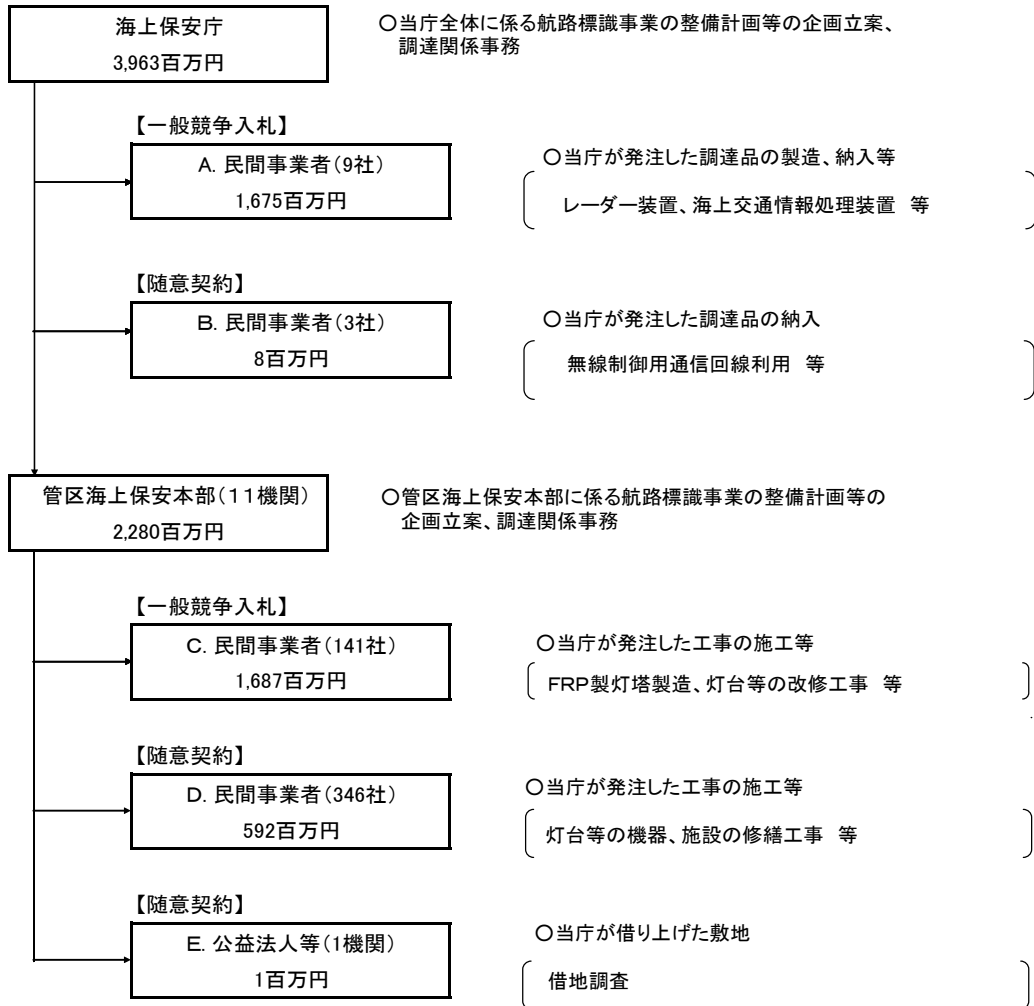 海上保安庁
3,963百万円
○当庁全体に係る航路標識事業の整備計画等の企画立案、
調達関係事務
【一般競争入札】
A. 民間事業者(9社)
1,675百万円
○当庁が発注した調達品の製造、納入等
レーダー装置、海上交通情報処理装置 等
【随意契約】
B. 民間事業者(3社)
8百万円
○当庁が発注した調達品の納入
無線制御用通信回線利用 等
管区海上保安本部(11機関)
2,280百万円
○管区海上保安本部に係る航路標識事業の整備計画等の
企画立案、調達関係事務
【一般競争入札】
C. 民間事業者(141社)
1,687百万円
○当庁が発注した工事の施工等
FRP製灯塔製造、灯台等の改修工事 等
【随意契約】
D. 民間事業者(346社)
592百万円
○当庁が発注した工事の施工等
灯台等の機器、施設の修繕工事 等
【随意契約】
E. 公益法人等(1機関)
1百万円
○当庁が借り上げた敷地
借地調査